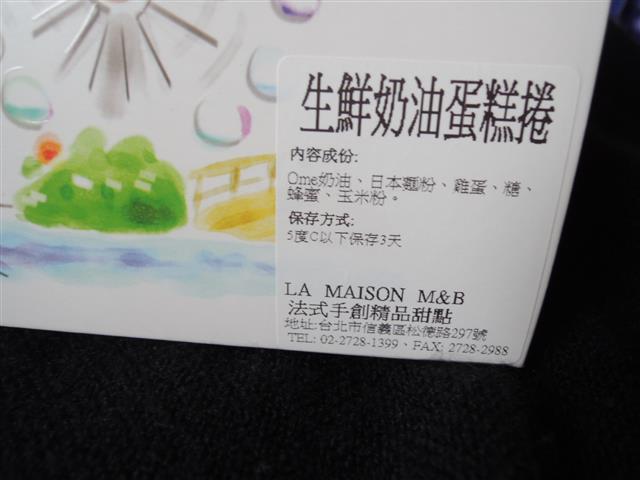 生鮮奶油蛋糕捲
內容成份:
Ome奶油、日本麵粉、雞蛋、糖、
蜂蜜、玉米粉。
保存方式:
5度C以下保存3天
LA MAISON M&B
法式手創精品甜點
地址:台北市信義區松德路297號
TEL: 02-2728-1399、FAX: 2728-2988